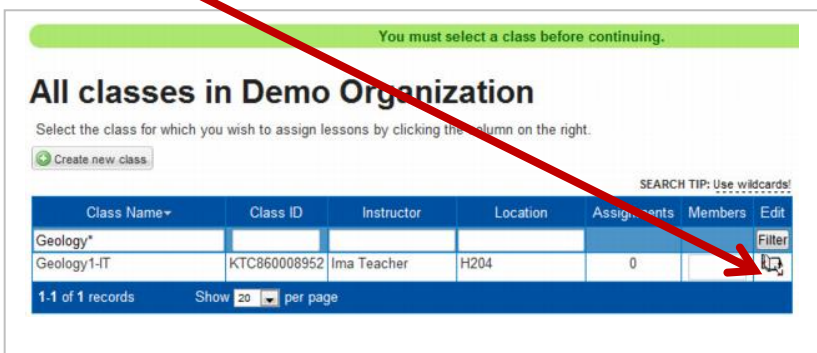 You must select a class before continuing.
All classes in Demo Organization
Select the class for which you wish to assign lessons by clicking the column on the right.
Create new class
SEARCH TIP: Use wildcards!
Class Name Class ID Instructor Location Assignments Members Edit
Geology* Filter
Geology1-IT KTC860008952 Ima Teacher H204 0
1-1 of 1 records Show 20 per page